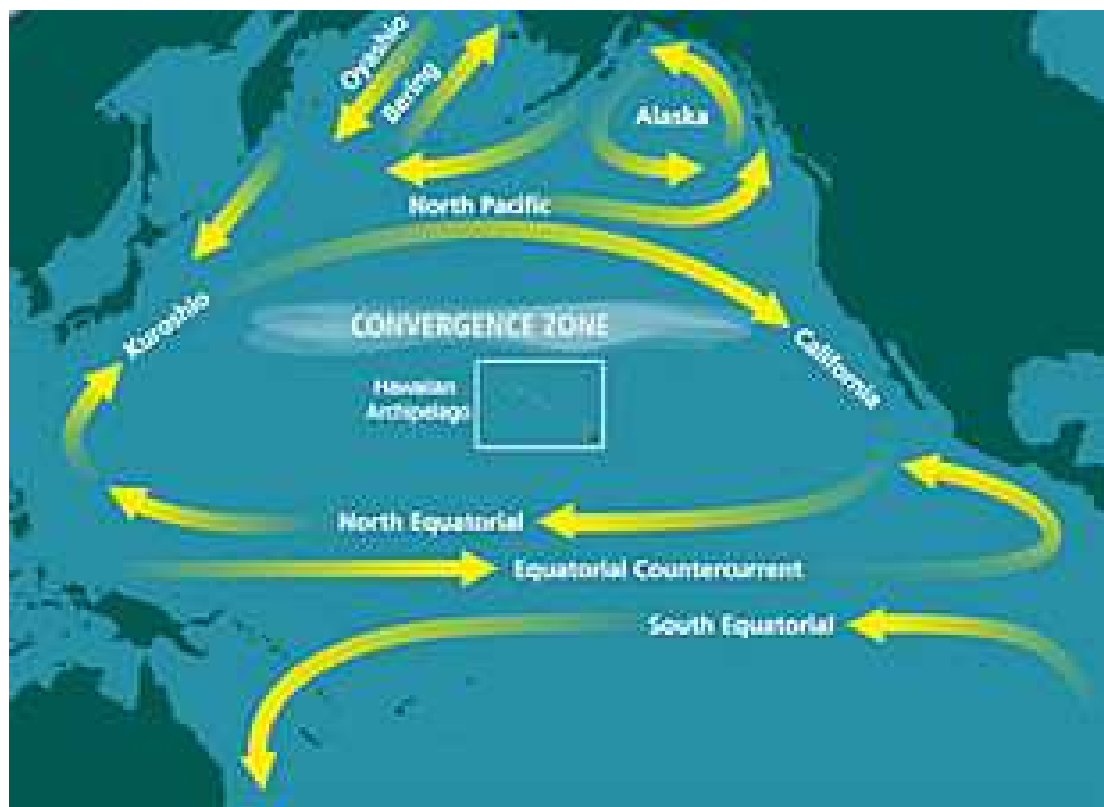 Oyashio
Bering
Alaska
North Pacific
Kuroshio
CONVERGENCE ZONE
California
Hawaiian
Archipelago
North Equatorial
Equatorial Countercurrent
South Equatorial